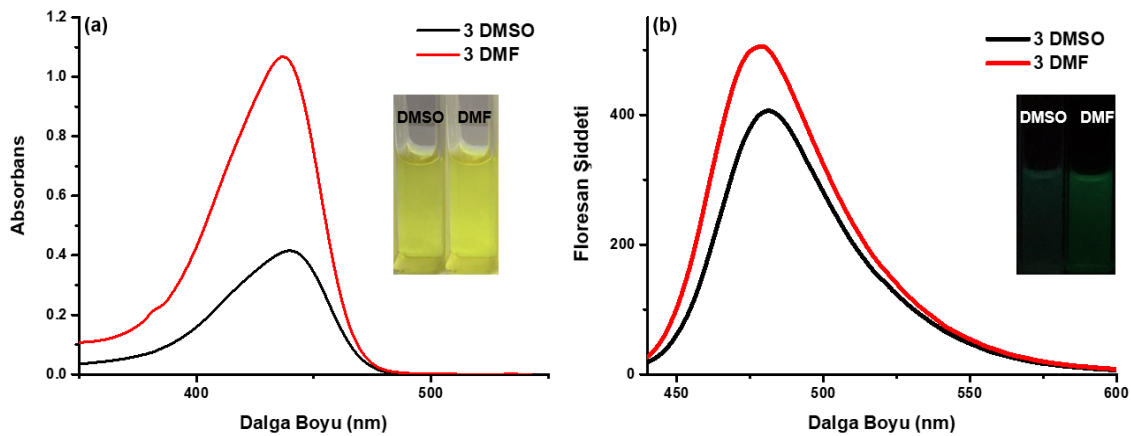 (a)
3 DMSO
3 DMF
DMSO DMF
1.2
1.0
0.8
0.6
0.4
0.2
0.0
Absorbans
400 500
Dalga Boyu (nm)
(b)
3 DMSO
3 DMF
DMSO DMF
400
200
0
Floresan Şiddeti
450 500 550 600
Dalga Boyu (nm)